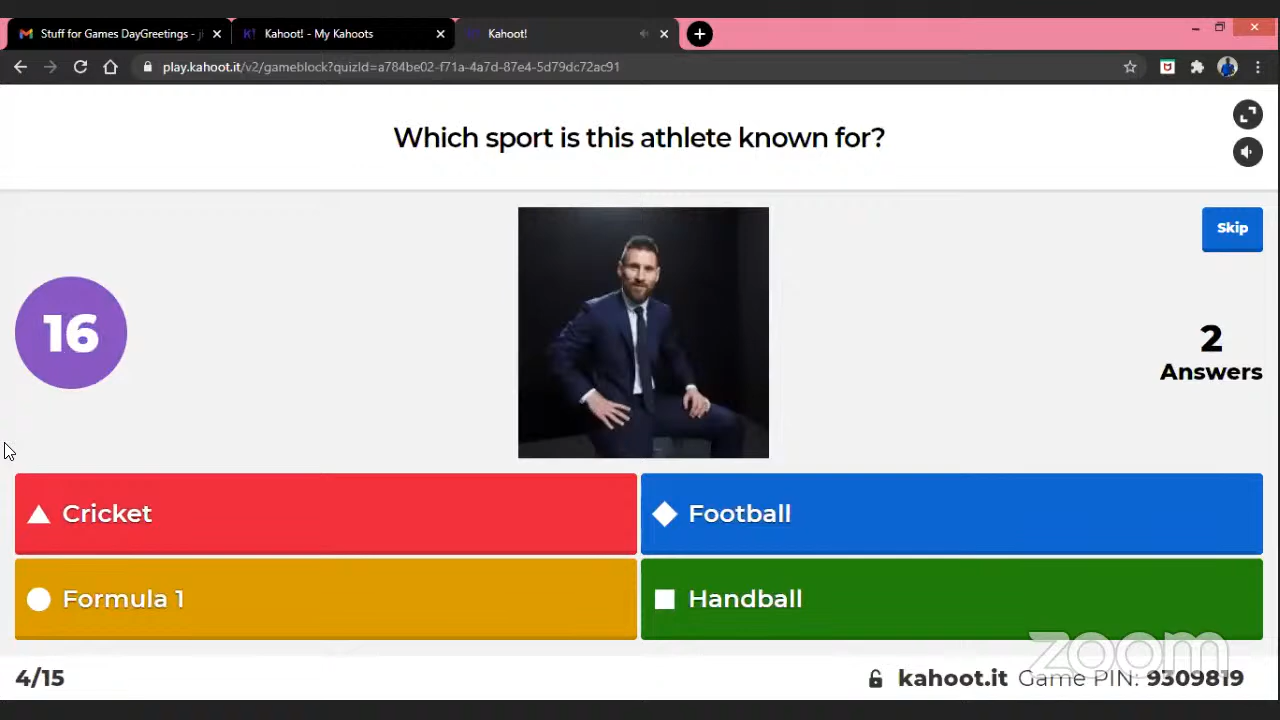 Stuff for Games DayGreetings - j
Kahoot! - My Kahoots
Kahoot!
play.kahoot.it/v2/gameblock?quizId=a784be02-f71a-4a7d-87e4-5d79dc72ac91
Which sport is this athlete known for?
Skip
16
2
Answers
Cricket
Football
Formula 1
Handball
zoom
4/15
kahoot.it Game PIN: 9309819